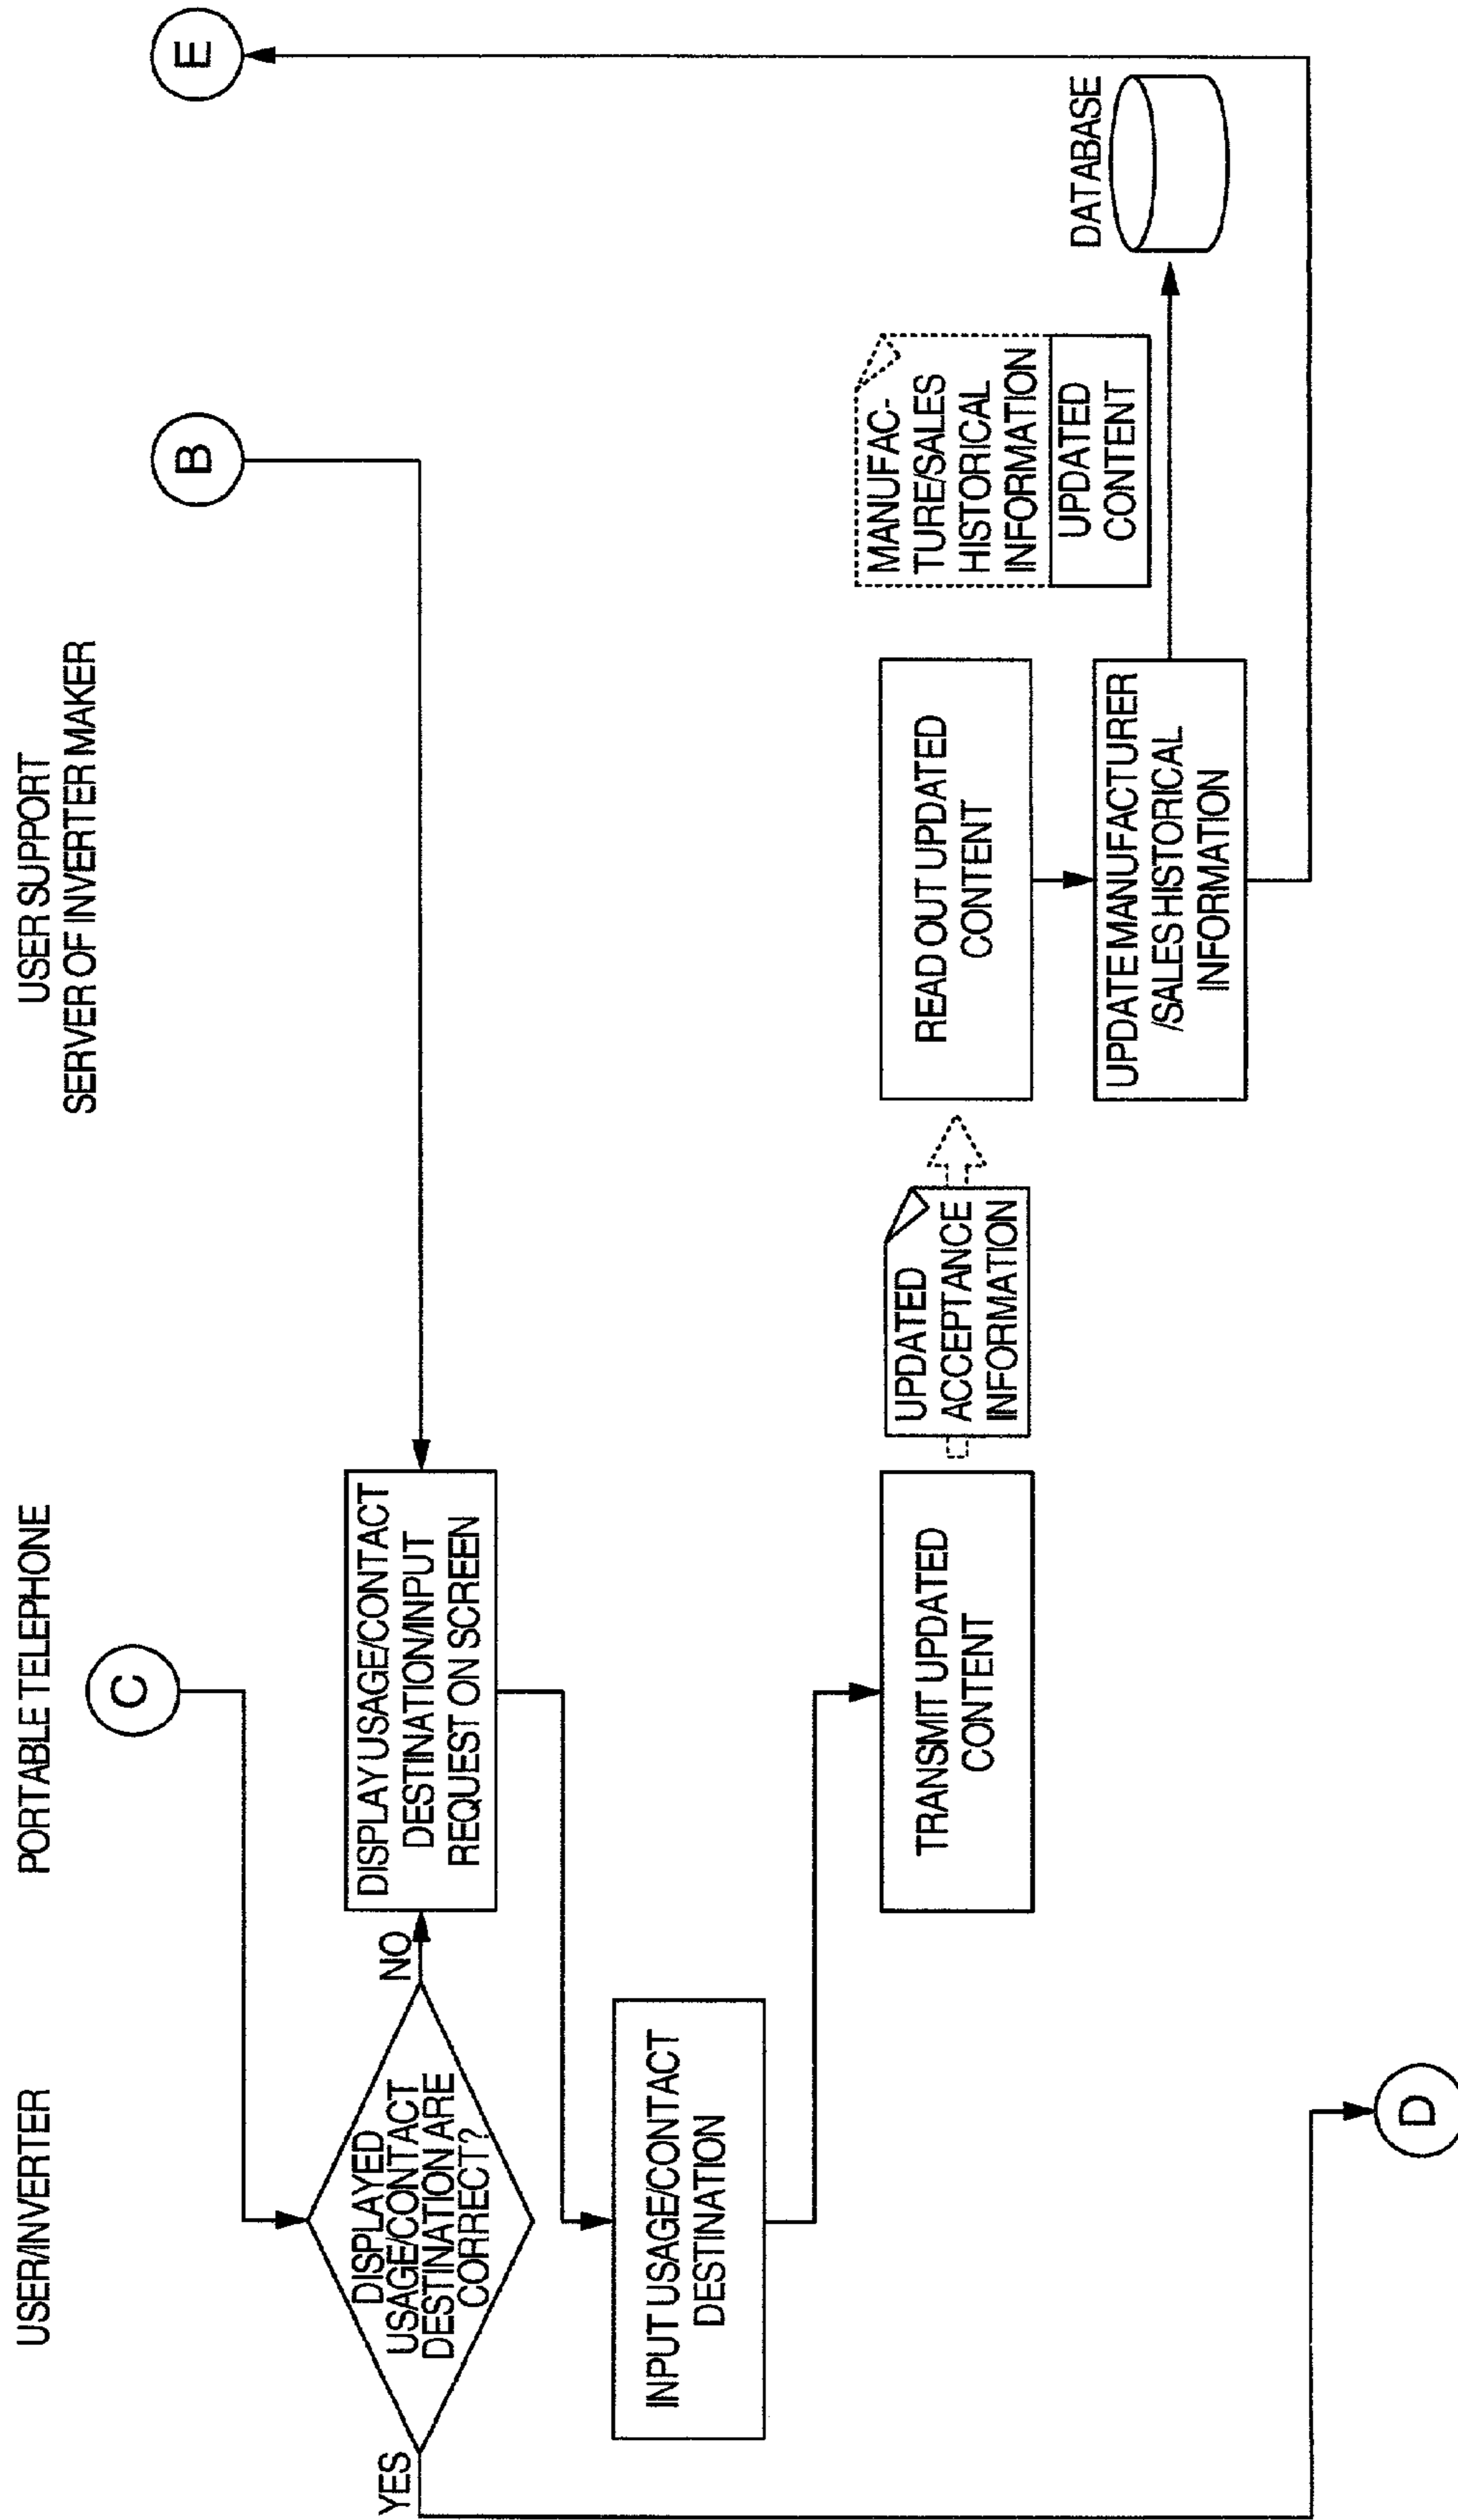 USER/INVERTER
PORTABLE TELEPHONE
USER SUPPORT
SERVER OF INVERTER MAKER
C
B
E
DISPLAYED
USAGE/CONTACT
DESTINATION ARE
CORRECT?
YES
NO
DISPLAY USAGE/CONTACT
DESTINATION/INPUT
REQUEST ON SCREEN
INPUT USAGE/CONTACT
DESTINATION
TRANSMIT UPDATED
CONTENT
UPDATED
ACCEPTANCE
INFORMATION
READ OUT UPDATED
CONTENT
UPDATE MANUFACTURER
/SALES HISTORICAL
INFORMATION
MANUFAC-
TURE/SALES
HISTORICAL
INFORMATION
UPDATED
CONTENT
DATABASE
D